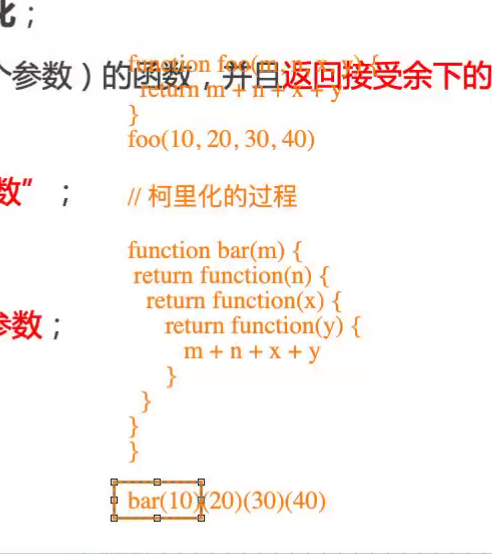 化；
个参数）的函数，并且返回接受余下的
function foo(m, n, x, y) {
return m + n + x + y
}
foo(10, 20, 30, 40)
数”；
// 柯里化的过程
function bar(m) {
return function(n) {
return function(x) {
参数；
return function(y) {
m + n + x + y
}
}
}
}
bar(10)(20)(30)(40)